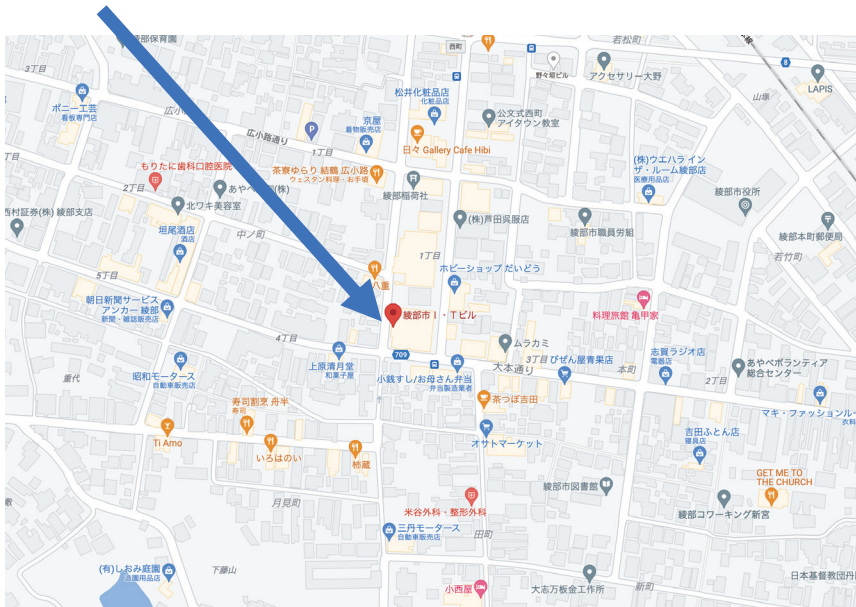 綾部保育園
西町
若松町
野々垣ビル
アクセサリー大野
8
3丁目
ポニー工芸
看板専門店
広小路通り
松井化粧品店
化粧品店
京屋
着物販売店
公文式西町
アイタウン教室
LAPIS
山塚
P
1丁目
日々 Gallery Cafe Hibi
もりたに歯科口腔医院
茶寮ゆらり 結鶴 広小路
ウェスタン料理・お手頃
(株)ウエハラ イン
ザ・ルーム綾部店
医療用品店
2丁目
北ワキ美容室
綾部稲荷社
(株)芦田呉服店
綾部市職員労組
綾部市役所
綾部本町郵便局
西村証券(株) 綾部支店
垣尾酒店
酒店
中ノ町
1丁目
若竹町
5丁目
八重
ホビーショップ だいどう
朝日新聞サービス
アンカー 綾部
新聞・雑誌販売店
綾部市I・Tビル
料理旅館 亀甲家
4丁目
709
ムラカミ
上原清月堂
和菓子屋
大本通り
3丁目
びぜん屋青果店
本町
志賀ラジオ店
電器店
2丁目
あやべボランティア
総合センター
重代
昭和モータース
自動車販売店
小銭すし/お母さん弁当
弁当製造業者
寿司割烹 舟半
寿司
茶つぼ吉田
マキ・ファッションルー
衣料
Ti Amo
いろはのい
柿蔵
オサトマーケット
吉田ふとん店
寝具店
月見町
綾部市図書館
GET ME TO
THE CHURCH
綾部コワーキング新宮
米谷外科・整形外科
三丹モータース
自動車販売店
田町
(有)しおみ庭園
造園用品店
下藤山
小西屋
大志万板金工作所
新町
日本基督教団丹